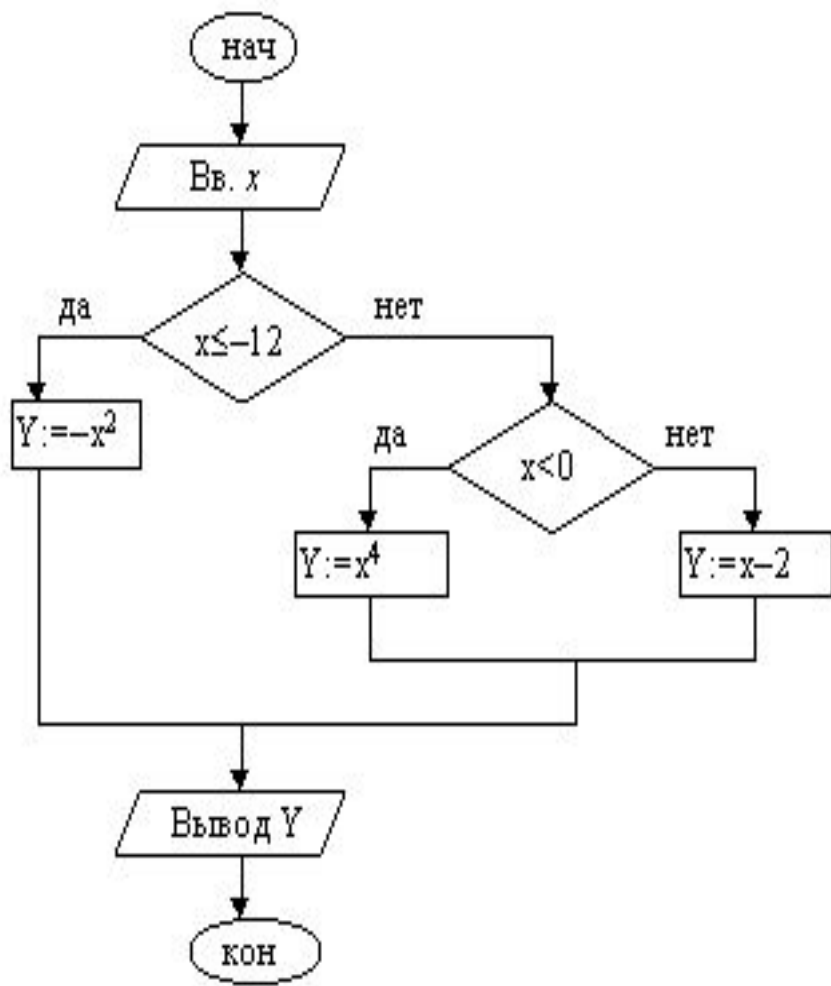 нач
Вв. x
да
нет
x≤–12
Y:=–x²
да
нет
x<0
Y:=x⁴
Y:=x–2
Вывод Y
кон